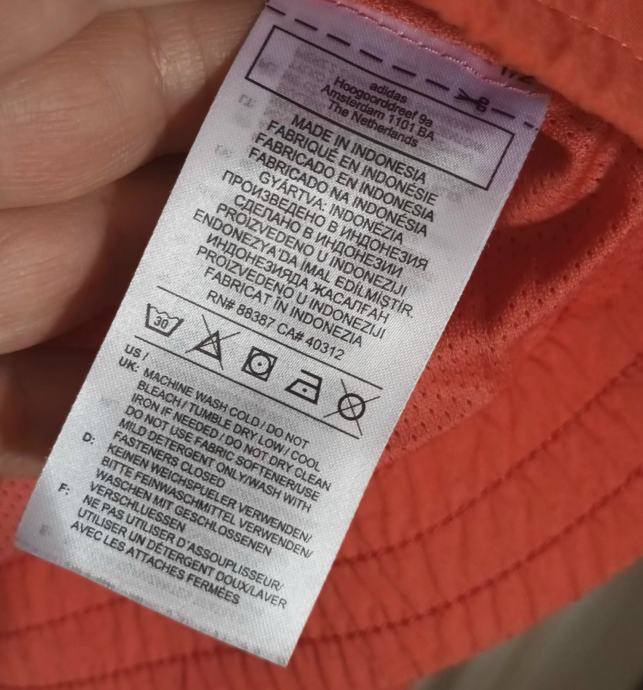 adidas
Hoogoorddreef 9a
Amsterdam 1101 BA
The Netherlands
MADE IN INDONESIA
FABRIQUÉ EN INDONÉSIE
FABRICADO EN INDONESIA
FABRICADO NA INDONÉSIA
GYÁRTVA: INDONÉZIA
ПРОИЗВЕДЕНО В ИНДОНЕЗИЯ
СДЕЛАНО В ИНДОНЕЗИИ
PROIZVEDENO U INDONEZIJI
ENDONEZYA'DA İMAL EDİLMİŞTİR.
ИНДОНЕЗИЯДА ЖАСАЛҒАН
PROIZVEDENO U INDONEZIJI
FABRICAT ÎN INDONEZIA
RN# 88387 CA# 40312
30
US /
UK: MACHINE WASH COLD / DO NOT
BLEACH / TUMBLE DRY LOW / COOL
IRON IF NEEDED / DO NOT DRY CLEAN
DO NOT USE FABRIC SOFTENER/USE
MILD DETERGENT ONLY/WASH WITH
FASTENERS CLOSED
D: KEINEN WEICHSPUELER VERWENDEN/
BITTE FEINWASCHMITTEL VERWENDEN/
WASCHEN MIT GESCHLOSSENEN
VERSCHLUESSEN
F: NE PAS UTILISER D'ASSOUPLISSEUR/
UTILISER UN DÉTERGENT DOUX/LAVER
AVEC LES ATTACHES FERMÉES